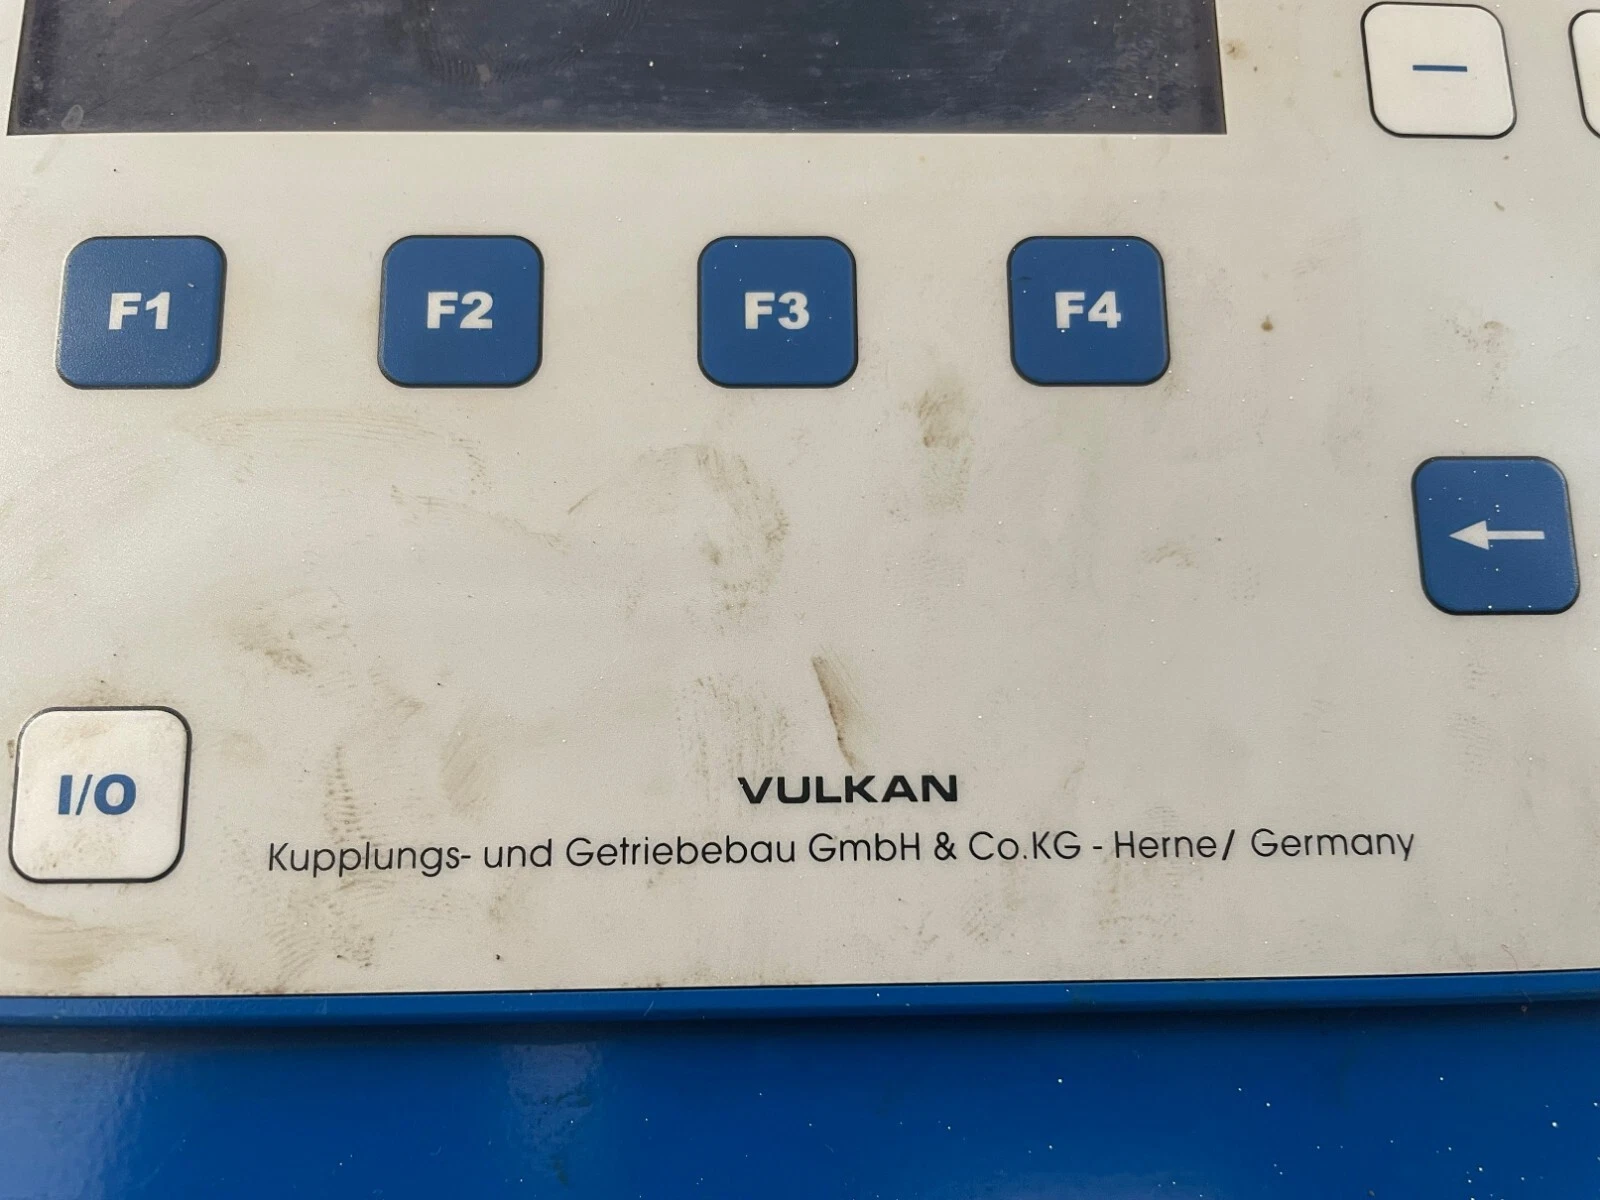 –
F1 F2 F3 F4
←
I/O
VULKAN
Kupplungs- und Getriebebau GmbH & Co.KG - Herne/ Germany